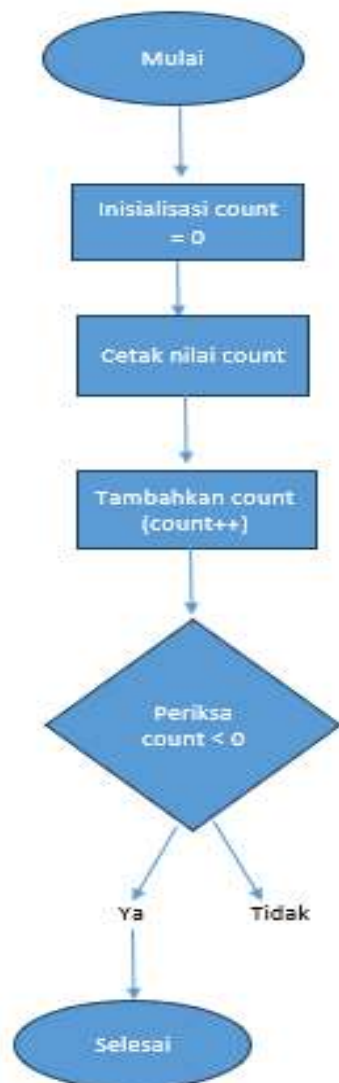 Mulai
Inisialisasi count
= 0
Cetak nilai count
Tambahkan count
(count++)
Periksa
count < 0
Ya
Tidak
Selesai